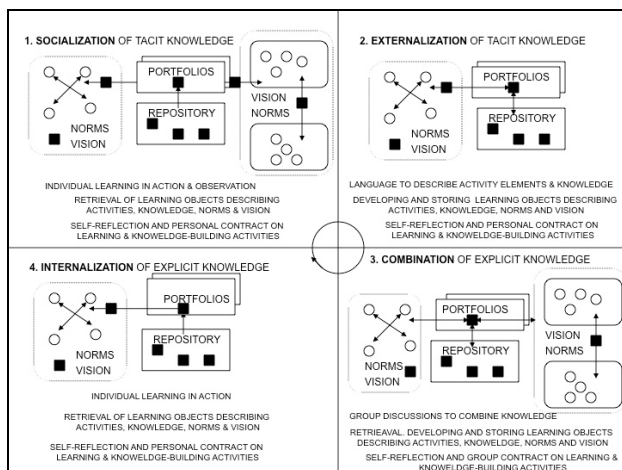 1. SOCIALIZATION OF TACIT KNOWLEDGE
PORTFOLIOS
REPOSITORY
NORMS
VISION
VISION
NORMS
INDIVIDUAL LEARNING IN ACTION & OBSERVATION
RETRIEVAL OF LEARNING OBJECTS DESCRIBING
ACTIVITIES, KNOWLEDGE, NORMS & VISION
SELF-REFLECTION AND PERSONAL CONTRACT ON
LEARNING & KNOWELDGE-BUILDING ACTIVITIES
2. EXTERNALIZATION OF TACIT KNOWLEDGE
PORTFOLIOS
REPOSITORY
NORMS
VISION
LANGUAGE TO DESCRIBE ACTIVITY ELEMENTS & KNOWLEDGE
DEVELOPING AND STORING LEARNING OBJECTS DESCRIBING
ACTIVITIES, KNOWLEDGE, NORMS AND VISION
SELF-REFLECTION AND PERSONAL CONTRACT ON
LEARNING & KNOWELDGE-BUILDING ACTIVITIES
4. INTERNALIZATION OF EXPLICIT KNOWLEDGE
PORTFOLIOS
REPOSITORY
NORMS
VISION
INDIVIDUAL LEARNING IN ACTION
RETRIEVAL OF LEARNING OBJECTS DESCRIBING
ACTIVITIES, KNOWLEDGE, NORMS & VISION
SELF-REFLECTION AND PERSONAL CONTRACT ON
LEARNING & KNOWELDGE-BUILDING ACTIVITIES
3. COMBINATION OF EXPLICIT KNOWLEDGE
PORTFOLIOS
REPOSITORY
NORMS
VISION
VISION
NORMS
GROUP DISCUSSIONS TO COMBINE KNOWLEDGE
RETRIEAVAL. DEVELOPING AND STORING LEARNING OBJECTS
DESCRIBING ACTIVITIES, KNOWELDGE, NORMS AND VISION
SELF-REFLECTION AND GROUP CONTRACT ON LEARNING &
KNOWELDGE-BUILDING ACTIVITIES